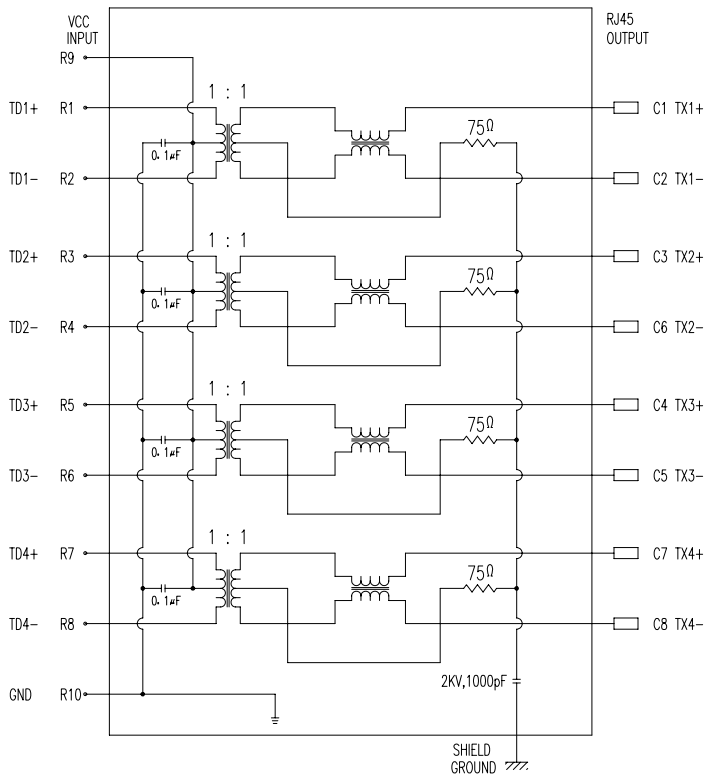 VCC
INPUT
RJ45
OUTPUT
R9
1 : 1
TD1+ R1
C1 TX1+
75Ω
0.1µF
TD1- R2
C2 TX1-
1 : 1
TD2+ R3
C3 TX2+
75Ω
0.1µF
TD2- R4
C6 TX2-
1 : 1
TD3+ R5
C4 TX3+
75Ω
0.1µF
TD3- R6
C5 TX3-
1 : 1
TD4+ R7
C7 TX4+
75Ω
0.1µF
TD4- R8
C8 TX4-
2KV,1000pF
GND R10
SHIELD
GROUND